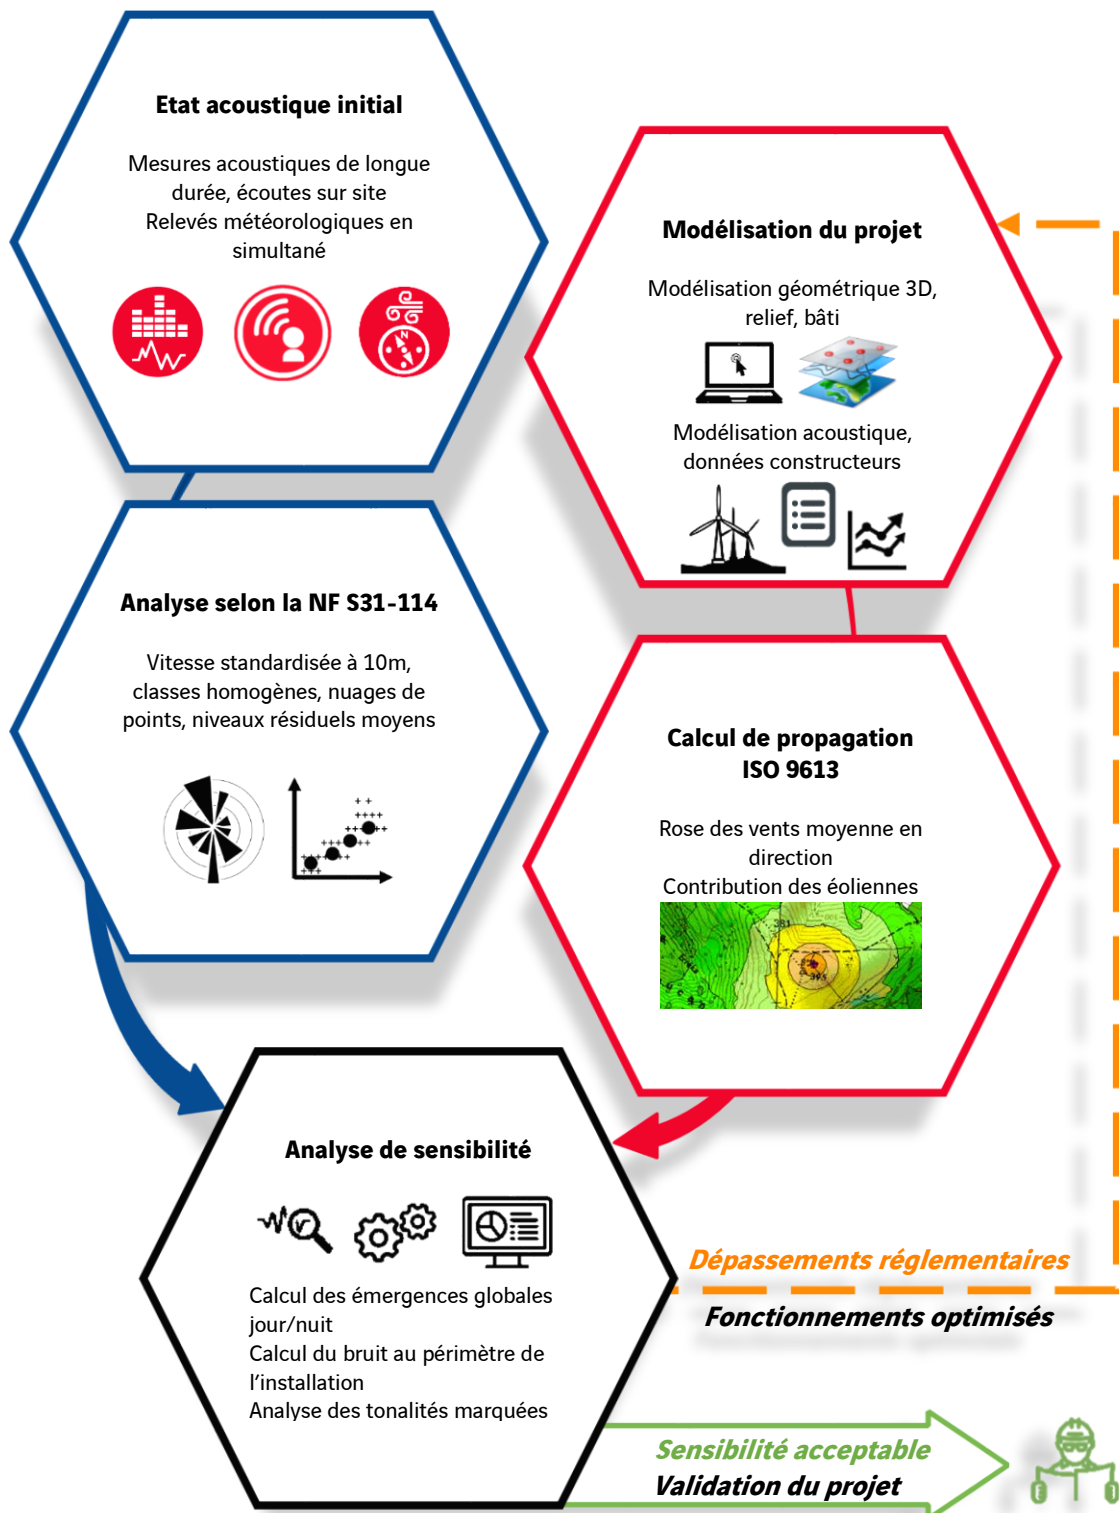 Etat acoustique initial
Mesures acoustiques de longue
durée, écoutes sur site
Relevés météorologiques en
simultané
Analyse selon la NF S31-114
Vitesse standardisée à 10m,
classes homogènes, nuages de
points, niveaux résiduels moyens
Modélisation du projet
Modélisation géométrique 3D,
relief, bâti
Modélisation acoustique,
données constructeurs
Calcul de propagation
ISO 9613
Rose des vents moyenne en
direction
Contribution des éoliennes
381
Analyse de sensibilité
Calcul des émergences globales
jour/nuit
Calcul du bruit au périmètre de
l'installation
Analyse des tonalités marquées
Dépassements réglementaires
Fonctionnements optimisés
Sensibilité acceptable
Validation du projet